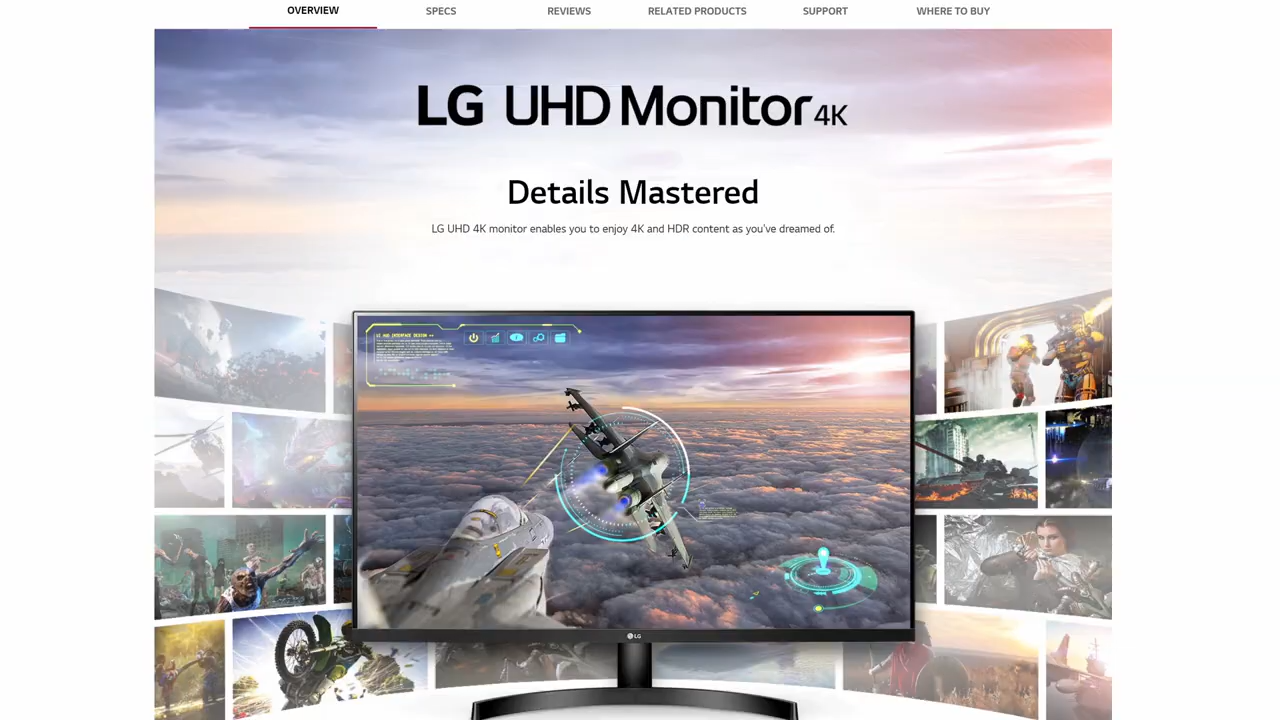 OVERVIEW
SPECS
REVIEWS
RELATED PRODUCTS
SUPPORT
WHERE TO BUY
LG UHD Monitor 4K
Details Mastered
LG UHD 4K monitor enables you to enjoy 4K and HDR content as you've dreamed of.
LG